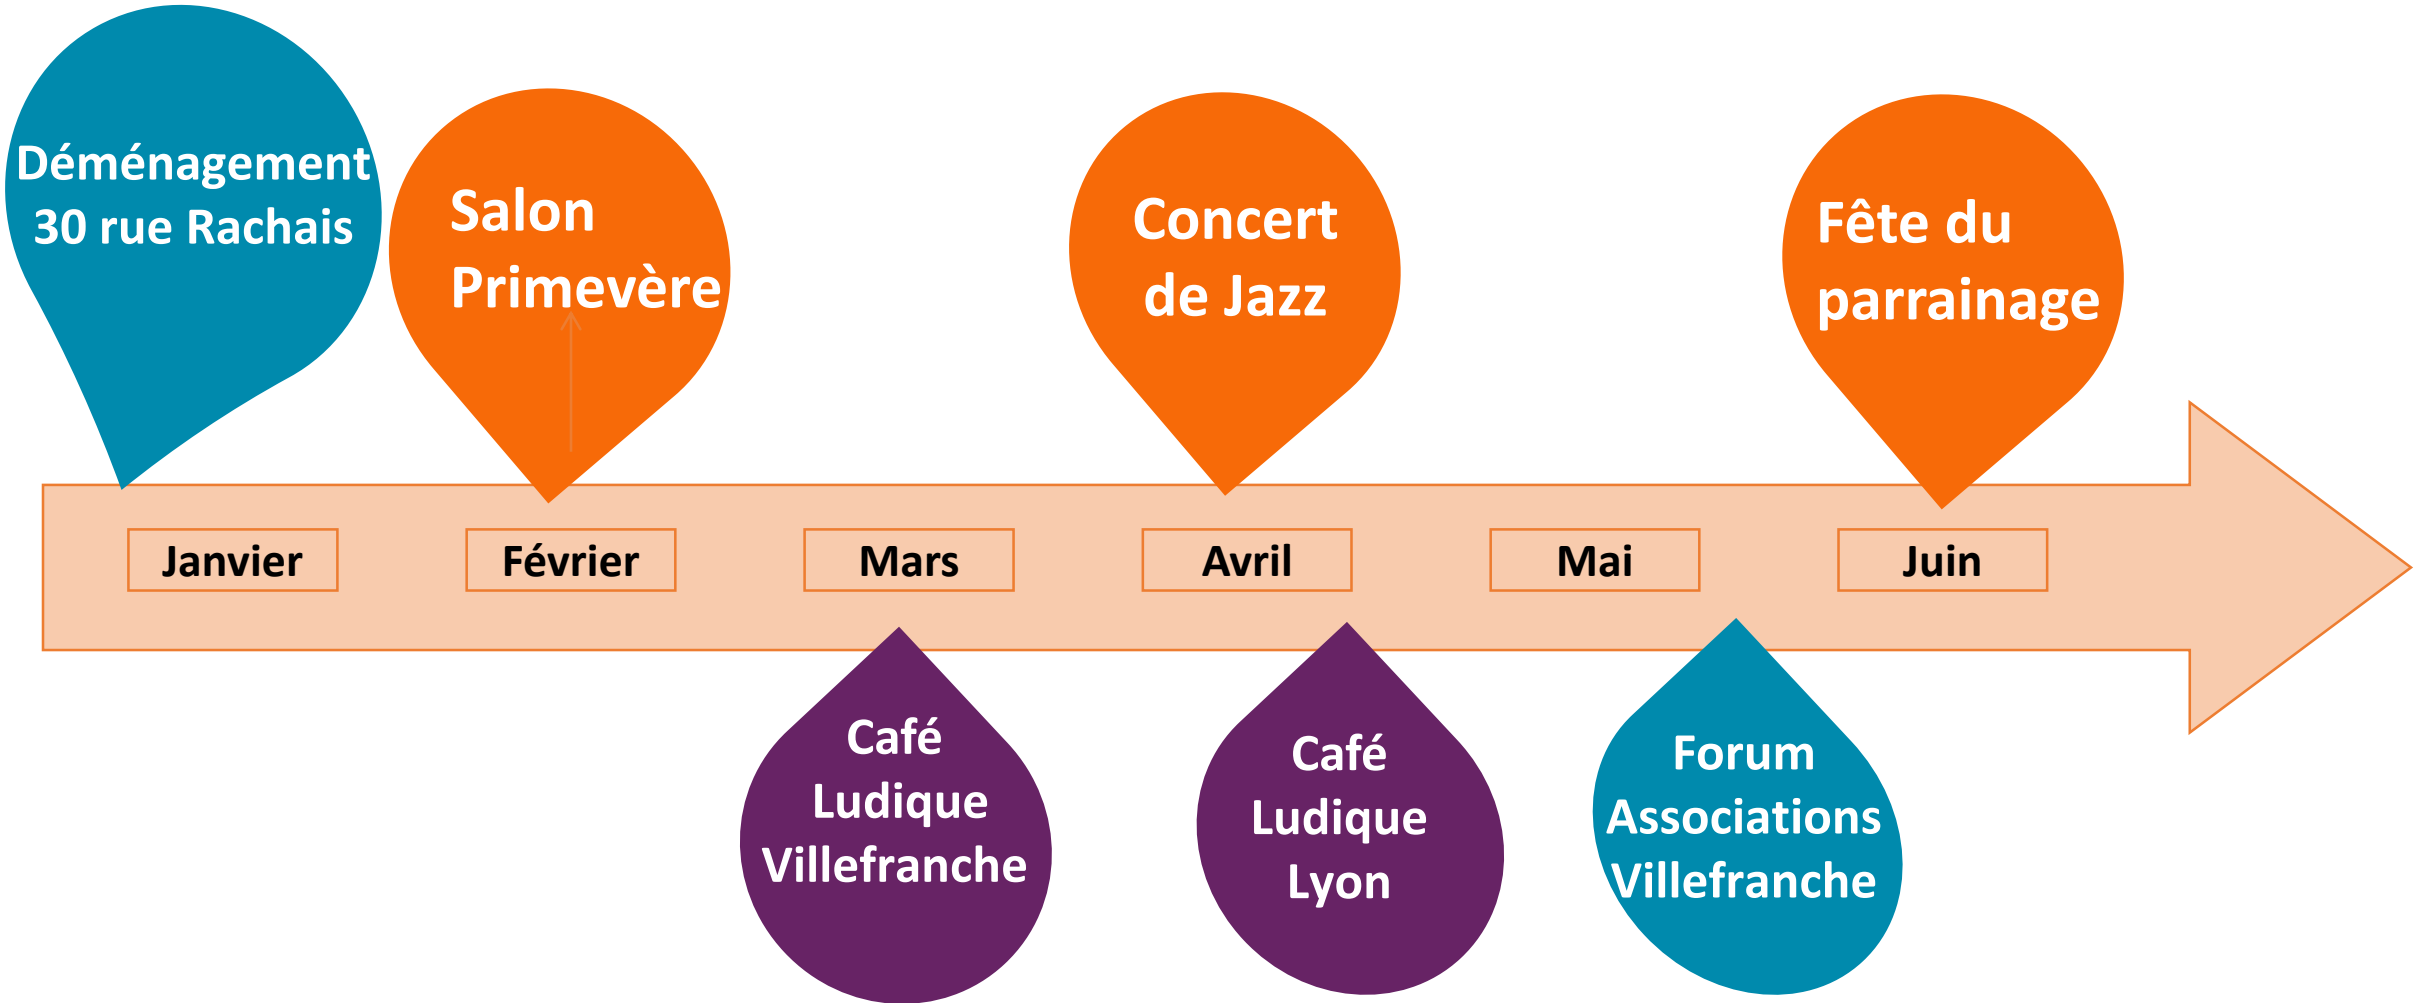 Déménagement
30 rue Rachais
Salon
Primevère
Concert
de Jazz
Fête du
parrainage
Janvier
Février
Mars
Avril
Mai
Juin
Café
Ludique
Villefranche
Café
Ludique
Lyon
Forum
Associations
Villefranche